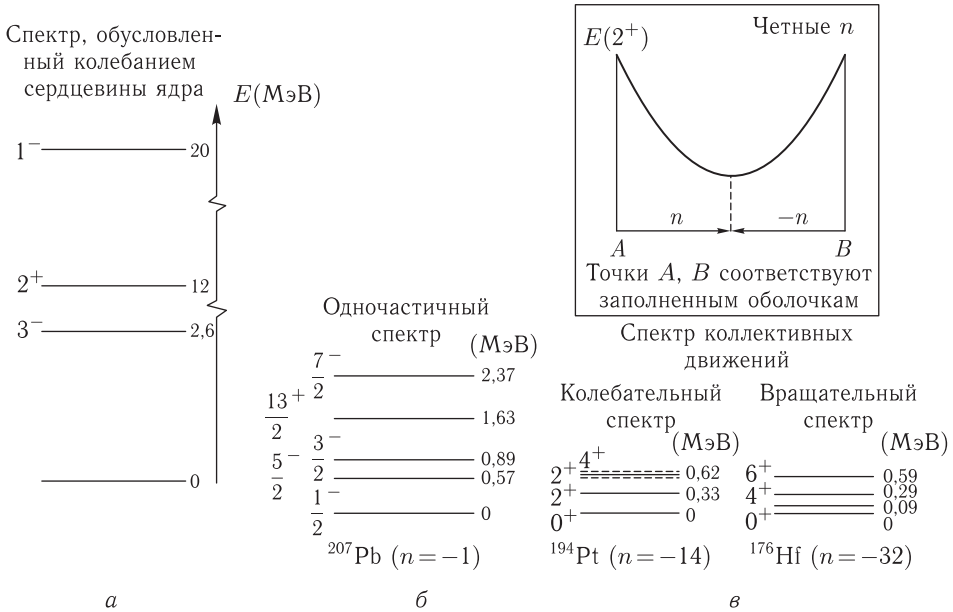 Спектр, обусловлен-
ный колебанием
сердцевины ядра
E(МэВ)
1⁻ 20
2⁺ 12
3⁻ 2,6
0
а
Одночастичный
спектр
(МэВ)
7/2⁻ 2,37
13/2⁺ 1,63
3/2⁻ 0,89
5/2⁻ 0,57
1/2⁻ 0
²⁰⁷Pb (n=−1)
б
E(2⁺)
Четные n
n −n
A B
Точки A, B соответствуют
заполненным оболочкам
Спектр коллективных
движений
Колебательный
спектр
(МэВ)
4⁺
2⁺ 0,62
2⁺ 0,33
0⁺ 0
¹⁹⁴Pt (n=−14)
Вращательный
спектр
(МэВ)
6⁺ 0,59
4⁺ 0,29
0,09
0⁺ 0
¹⁷⁶Hf (n=−32)
в